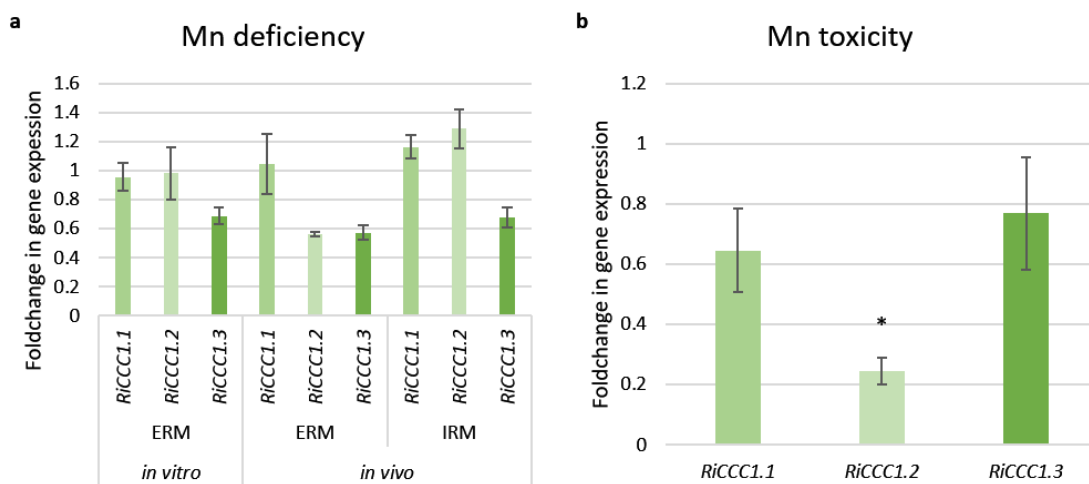 a
Mn deficiency
Foldchange in gene expession
1.6
1.4
1.2
1
0.8
0.6
0.4
0.2
0
RiCCC1.1
RiCCC1.2
RiCCC1.3
RiCCC1.1
RiCCC1.2
RiCCC1.3
RiCCC1.1
RiCCC1.2
RiCCC1.3
ERM
ERM
IRM
in vitro
in vivo
b
Mn toxicity
Foldchange in gene expression
1.2
1
0.8
0.6
0.4
0.2
0
*
RiCCC1.1
RiCCC1.2
RiCCC1.3